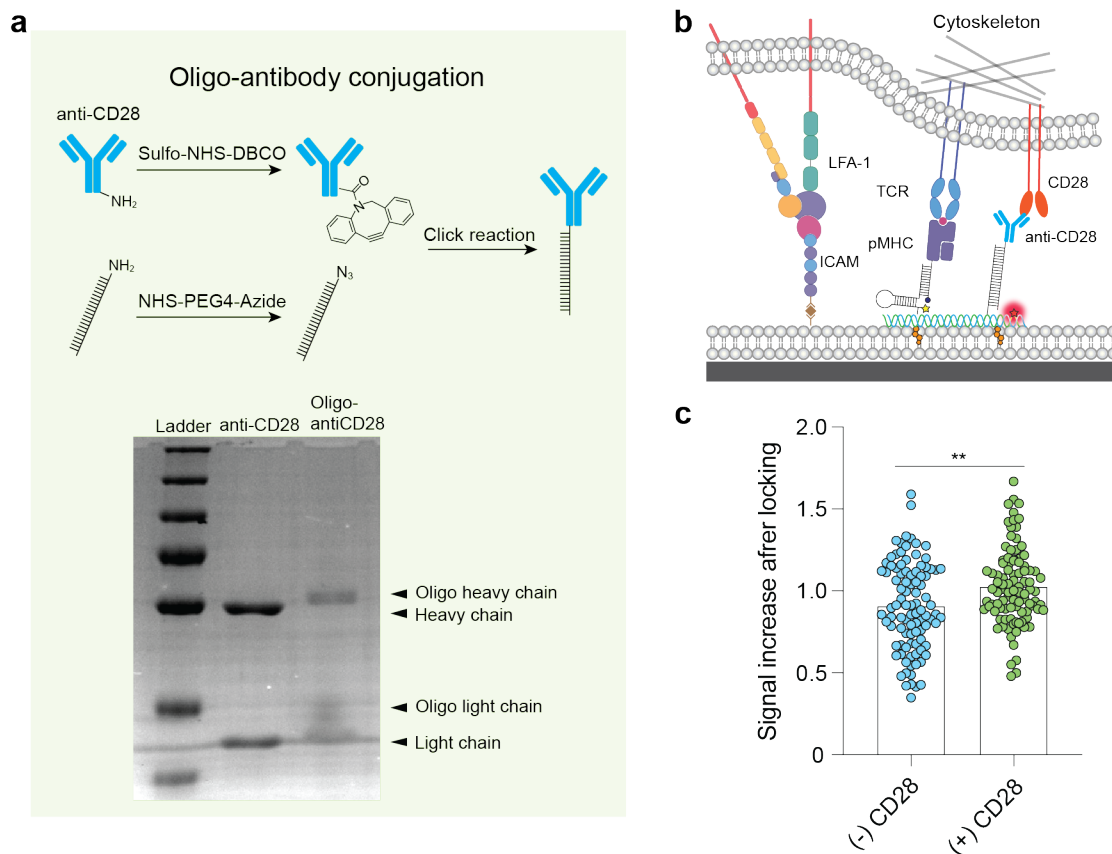 a
Oligo-antibody conjugation
anti-CD28
Sulfo-NHS-DBCO
NH2
O
N
Click reaction
NH2
NHS-PEG4-Azide
N3
Ladder
anti-CD28
Oligo-
antiCD28
Oligo heavy chain
Heavy chain
Oligo light chain
Light chain
b
Cytoskeleton
LFA-1
TCR
CD28
pMHC
anti-CD28
ICAM
c
Signal increase afrer locking
2.0
1.5
1.0
0.5
0
**
(-) CD28
(+) CD28